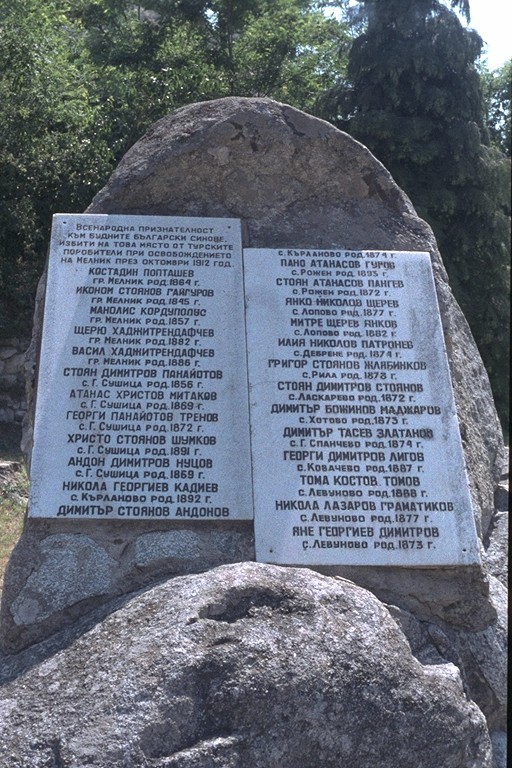 ВСЕНАРОДНА ПРИЗНАТЕЛНОСТ
КЪМ БУДНИТЕ БЪЛГАРСКИ СИНОВЕ,
ИЗБИТИ НА ТОВА МЯСТО ОТ ТУРСКИТЕ
ПОРОБИТЕЛИ ПРИ ОСВОБОЖДЕНИЕТО
НА МЕЛНИК ПРЕЗ ОКТОМВРИ 1912 ГОД.
КОСТАДИН ПОПТАШЕВ
ГР. МЕЛНИК РОД. 1884 Г.
ИКОНОМ СТОЯНОВ ГАЙГУРОВ
ГР. МЕЛНИК РОД. 1845 Г.
МАНОЛИС КОРДУПОЛУС
ГР. МЕЛНИК РОД. 1857 Г.
ЩЕРЮ ХАДЖИТРЕНДАФЧЕВ
ГР. МЕЛНИК РОД. 1882 Г.
ВАСИЛ ХАДЖИТРЕНДАФЧЕВ
ГР. МЕЛНИК РОД. 1886 Г.
СТОЯН ДИМИТРОВ ПАНАЙОТОВ
С. Г. СУШИЦА РОД. 1856 Г.
АТАНАС ХРИСТОВ МИТАКОВ
С. Г. СУШИЦА РОД. 1869 Г.
ГЕОРГИ ПАНАЙОТОВ ТРЕНОВ
С. Г. СУШИЦА РОД. 1872 Г.
ХРИСТО СТОЯНОВ ШУМКОВ
С. Г. СУШИЦА РОД. 1891 Г.
АНДОН ДИМИТРОВ НУЦОВ
С. Г. СУШИЦА РОД. 1869 Г.
НИКОЛА ГЕОРГИЕВ КАДИЕВ
С. КЪРЛАНОВО РОД. 1892 Г.
ДИМИТЪР СТОЯНОВ АНДОНОВ
С. КЪРЛАНОВО РОД. 1874 Г.
ПАНО АТАНАСОВ ГУРОВ
С. РОЖЕН РОД. 1893 Г.
СТОЯН АТАНАСОВ ПАНГЕВ
С. РОЖЕН РОД. 1872 Г.
ЯНКО НИКОЛОВ ЩЕРЕВ
С. ЛОПОВО РОД. 1877 Г.
МИТРЕ ЩЕРЕВ ЯНКОВ
С. ЛОПОВО РОД. 1882 Г.
ИЛИЯ НИКОЛОВ ПАТРОНЕВ
С. ДЕБРЕНЕ РОД. 1874 Г.
ГРИГОР СТОЯНОВ ЖЛЯБИНКОВ
С. РИЛА РОД. 1873 Г.
СТОЯН ДИМИТРОВ СТОЯНОВ
С. ЛАСКАРЕВО РОД. 1872 Г.
ДИМИТЪР БОЖИНОВ МАДЖАРОВ
С. ХОТОВО РОД. 1873 Г.
ДИМИТЪР ТАСЕВ ЗЛАТАНОВ
С. Г. СПАНЧЕВО РОД. 1874 Г.
ГЕОРГИ ДИМИТРОВ ЛИГОВ
С. КОВАЧЕВО РОД. 1887 Г.
ТОМА КОСТОВ ТОМОВ
С. ЛЕВУНОВО РОД. 1888 Г.
НИКОЛА ЛАЗАРОВ ГРАМАТИКОВ
С. ЛЕВУНОВО РОД. 1877 Г.
ЯНЕ ГЕОРГИЕВ ДИМИТРОВ
С. ЛЕВУНОВО РОД. 1873 Г.